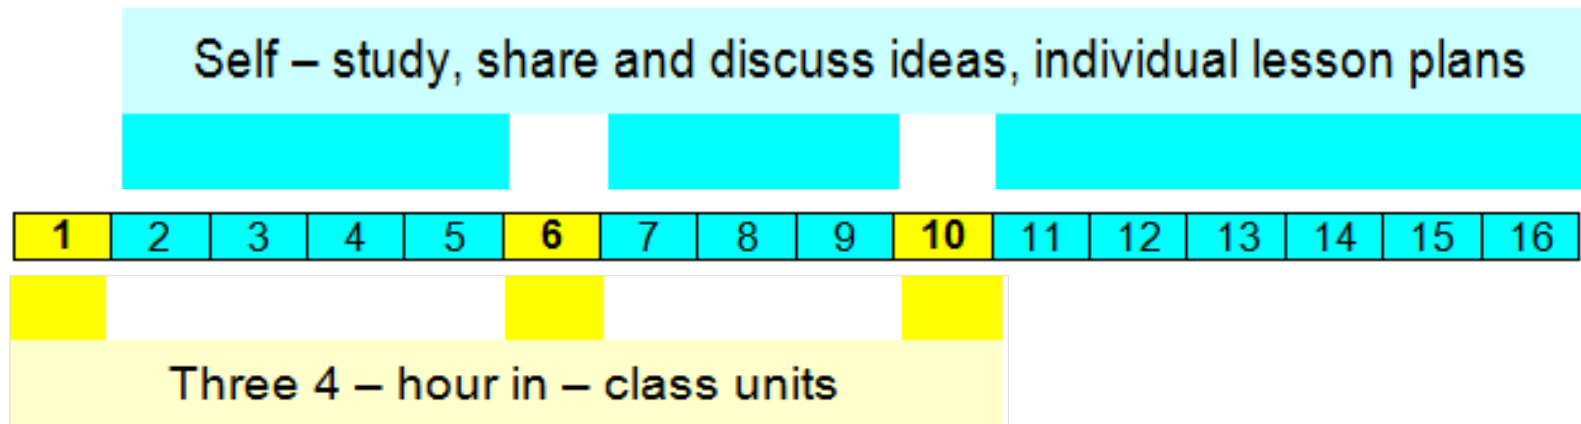 Self – study, share and discuss ideas, individual lesson plans
1 2 3 4 5 6 7 8 9 10 11 12 13 14 15 16
Three 4 – hour in – class units